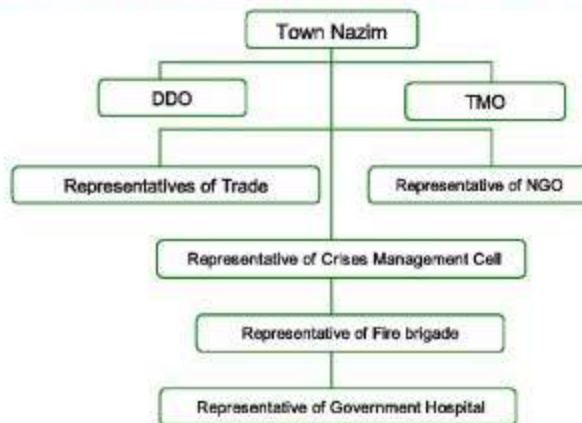 Town Nazim
DDO
TMO
Representatives of Trade
Representative of NGO
Representative of Crises Management Cell
Representative of Fire brigade
Representative of Government Hospital